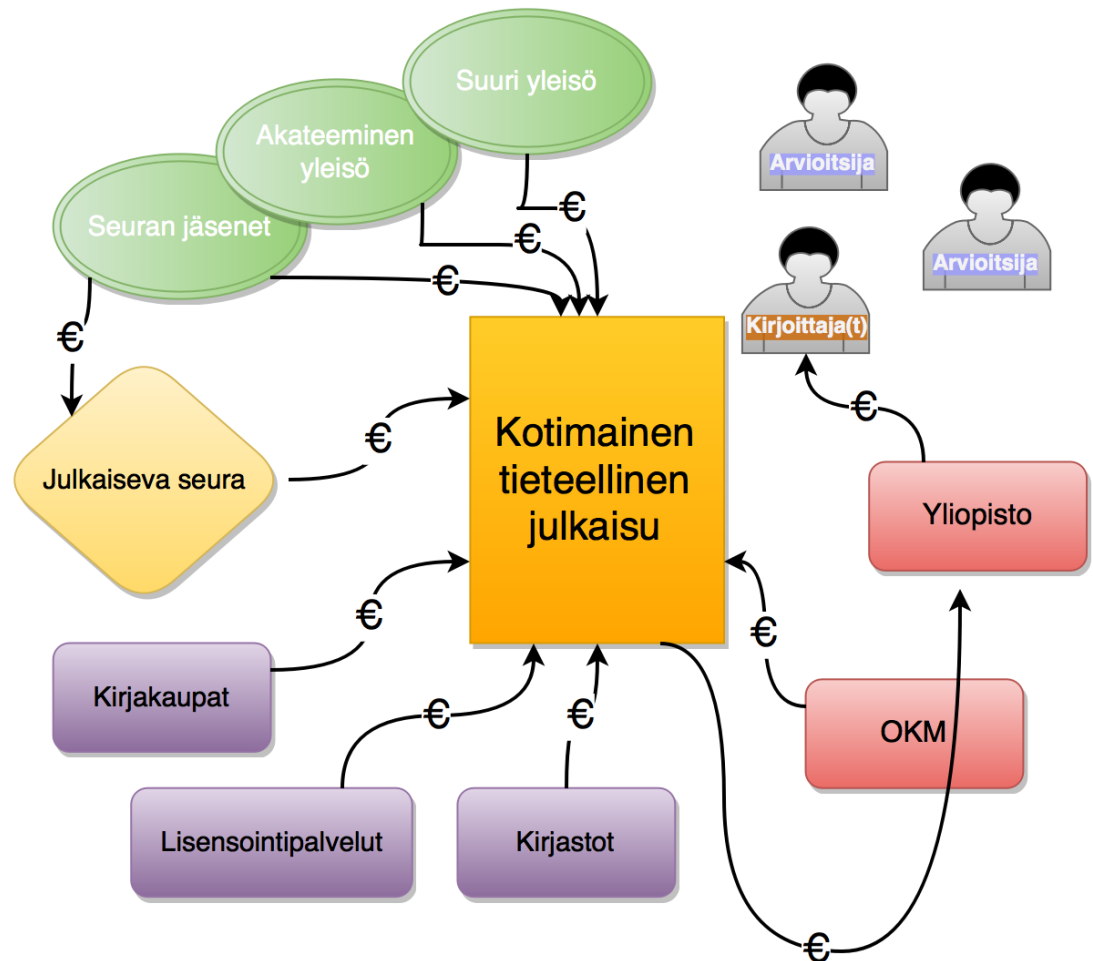 Suuri yleisö
Akateeminen
yleisö
Seuran jäsenet
Arvioitsija
Arvioitsija
Kirjoittaja(t)
€
€
€
€
€
€
Kotimainen
tieteellinen
julkaisu
Julkaiseva seura
Yliopisto
€
€
Kirjakaupat
€
€
OKM
Lisensointipalvelut
Kirjastot
€